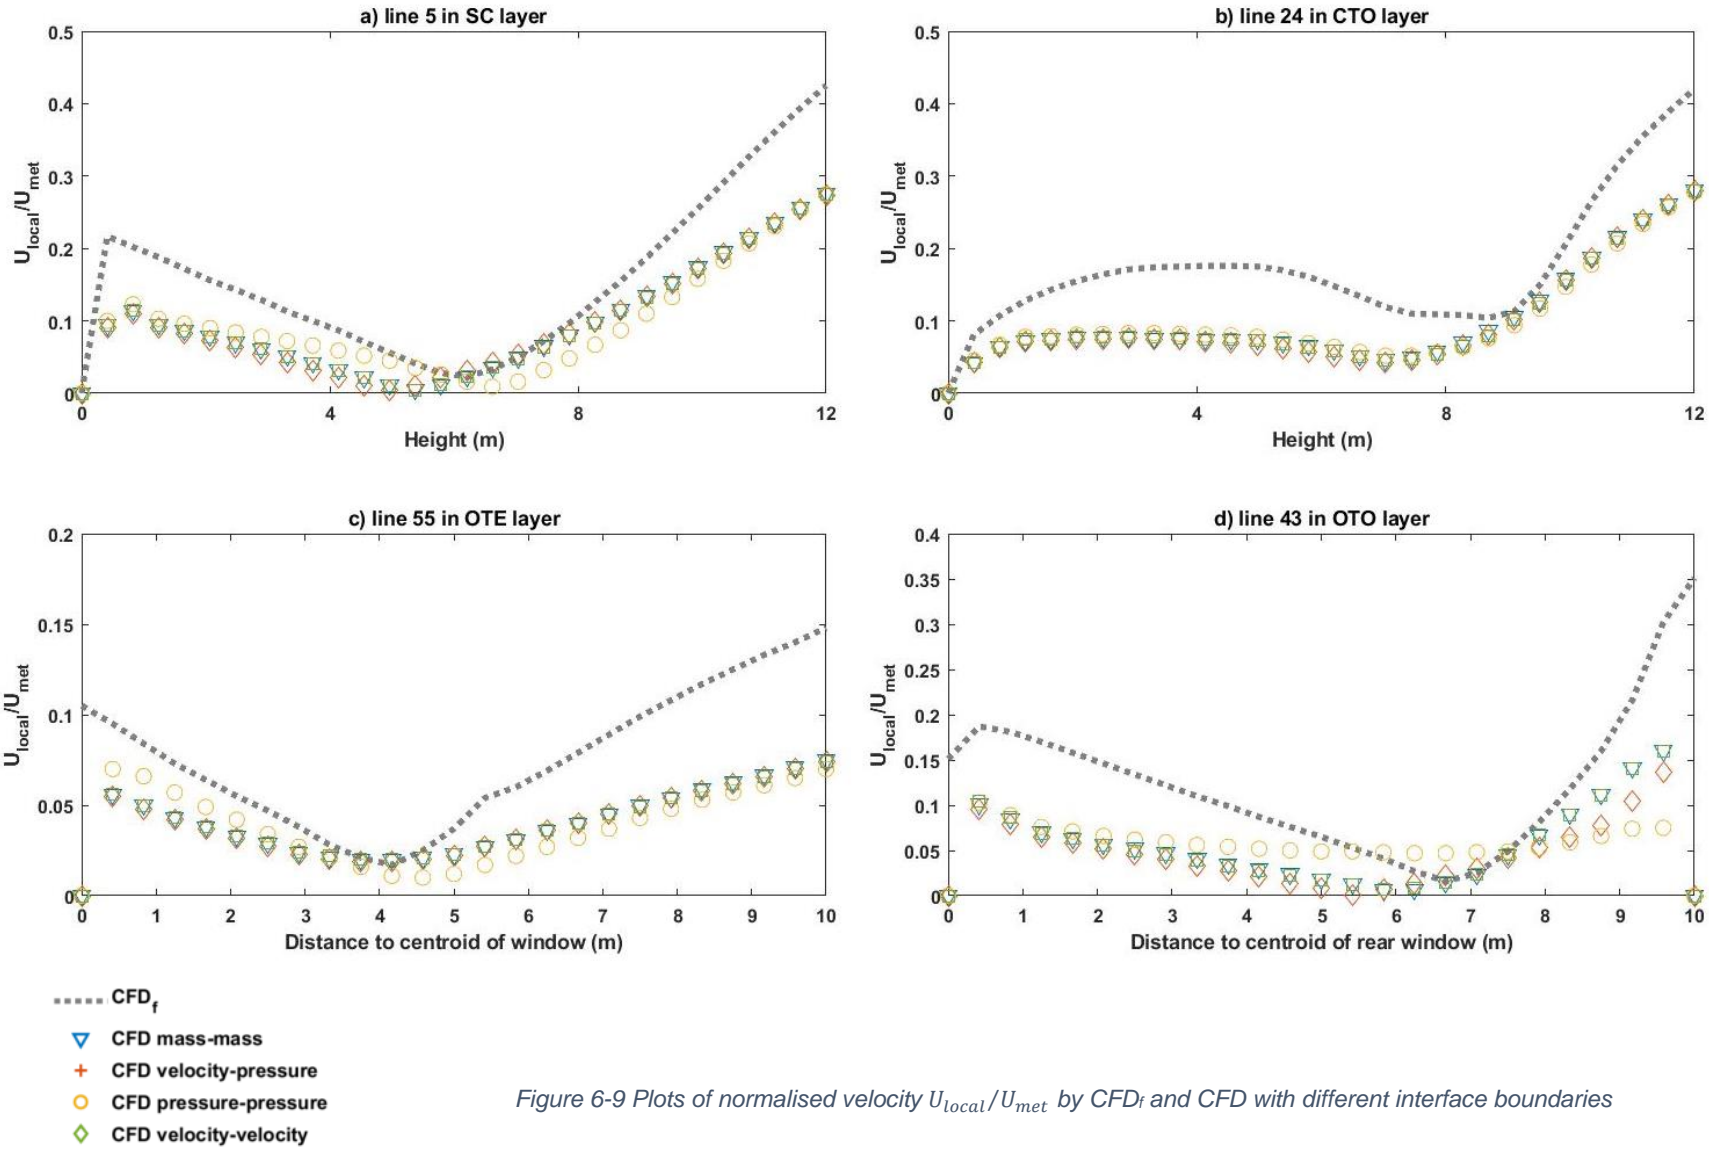 a) line 5 in SC layer
0.5
0.4
0.3
0.2
0.1
0
U_local/U_met
0 4 8 12
Height (m)
b) line 24 in CTO layer
0.5
0.4
0.3
0.2
0.1
0
U_local/U_met
0 4 8 12
Height (m)
c) line 55 in OTE layer
0.2
0.15
0.1
0.05
0
U_local/U_met
0 1 2 3 4 5 6 7 8 9 10
Distance to centroid of window (m)
d) line 43 in OTO layer
0.4
0.35
0.3
0.25
0.2
0.15
0.1
0.05
0
U_local/U_met
0 1 2 3 4 5 6 7 8 9 10
Distance to centroid of rear window (m)
CFD_f
CFD mass-mass
CFD velocity-pressure
CFD pressure-pressure
CFD velocity-velocity
Figure 6-9 Plots of normalised velocity U_local/U_met by CFD_f and CFD with different interface boundaries